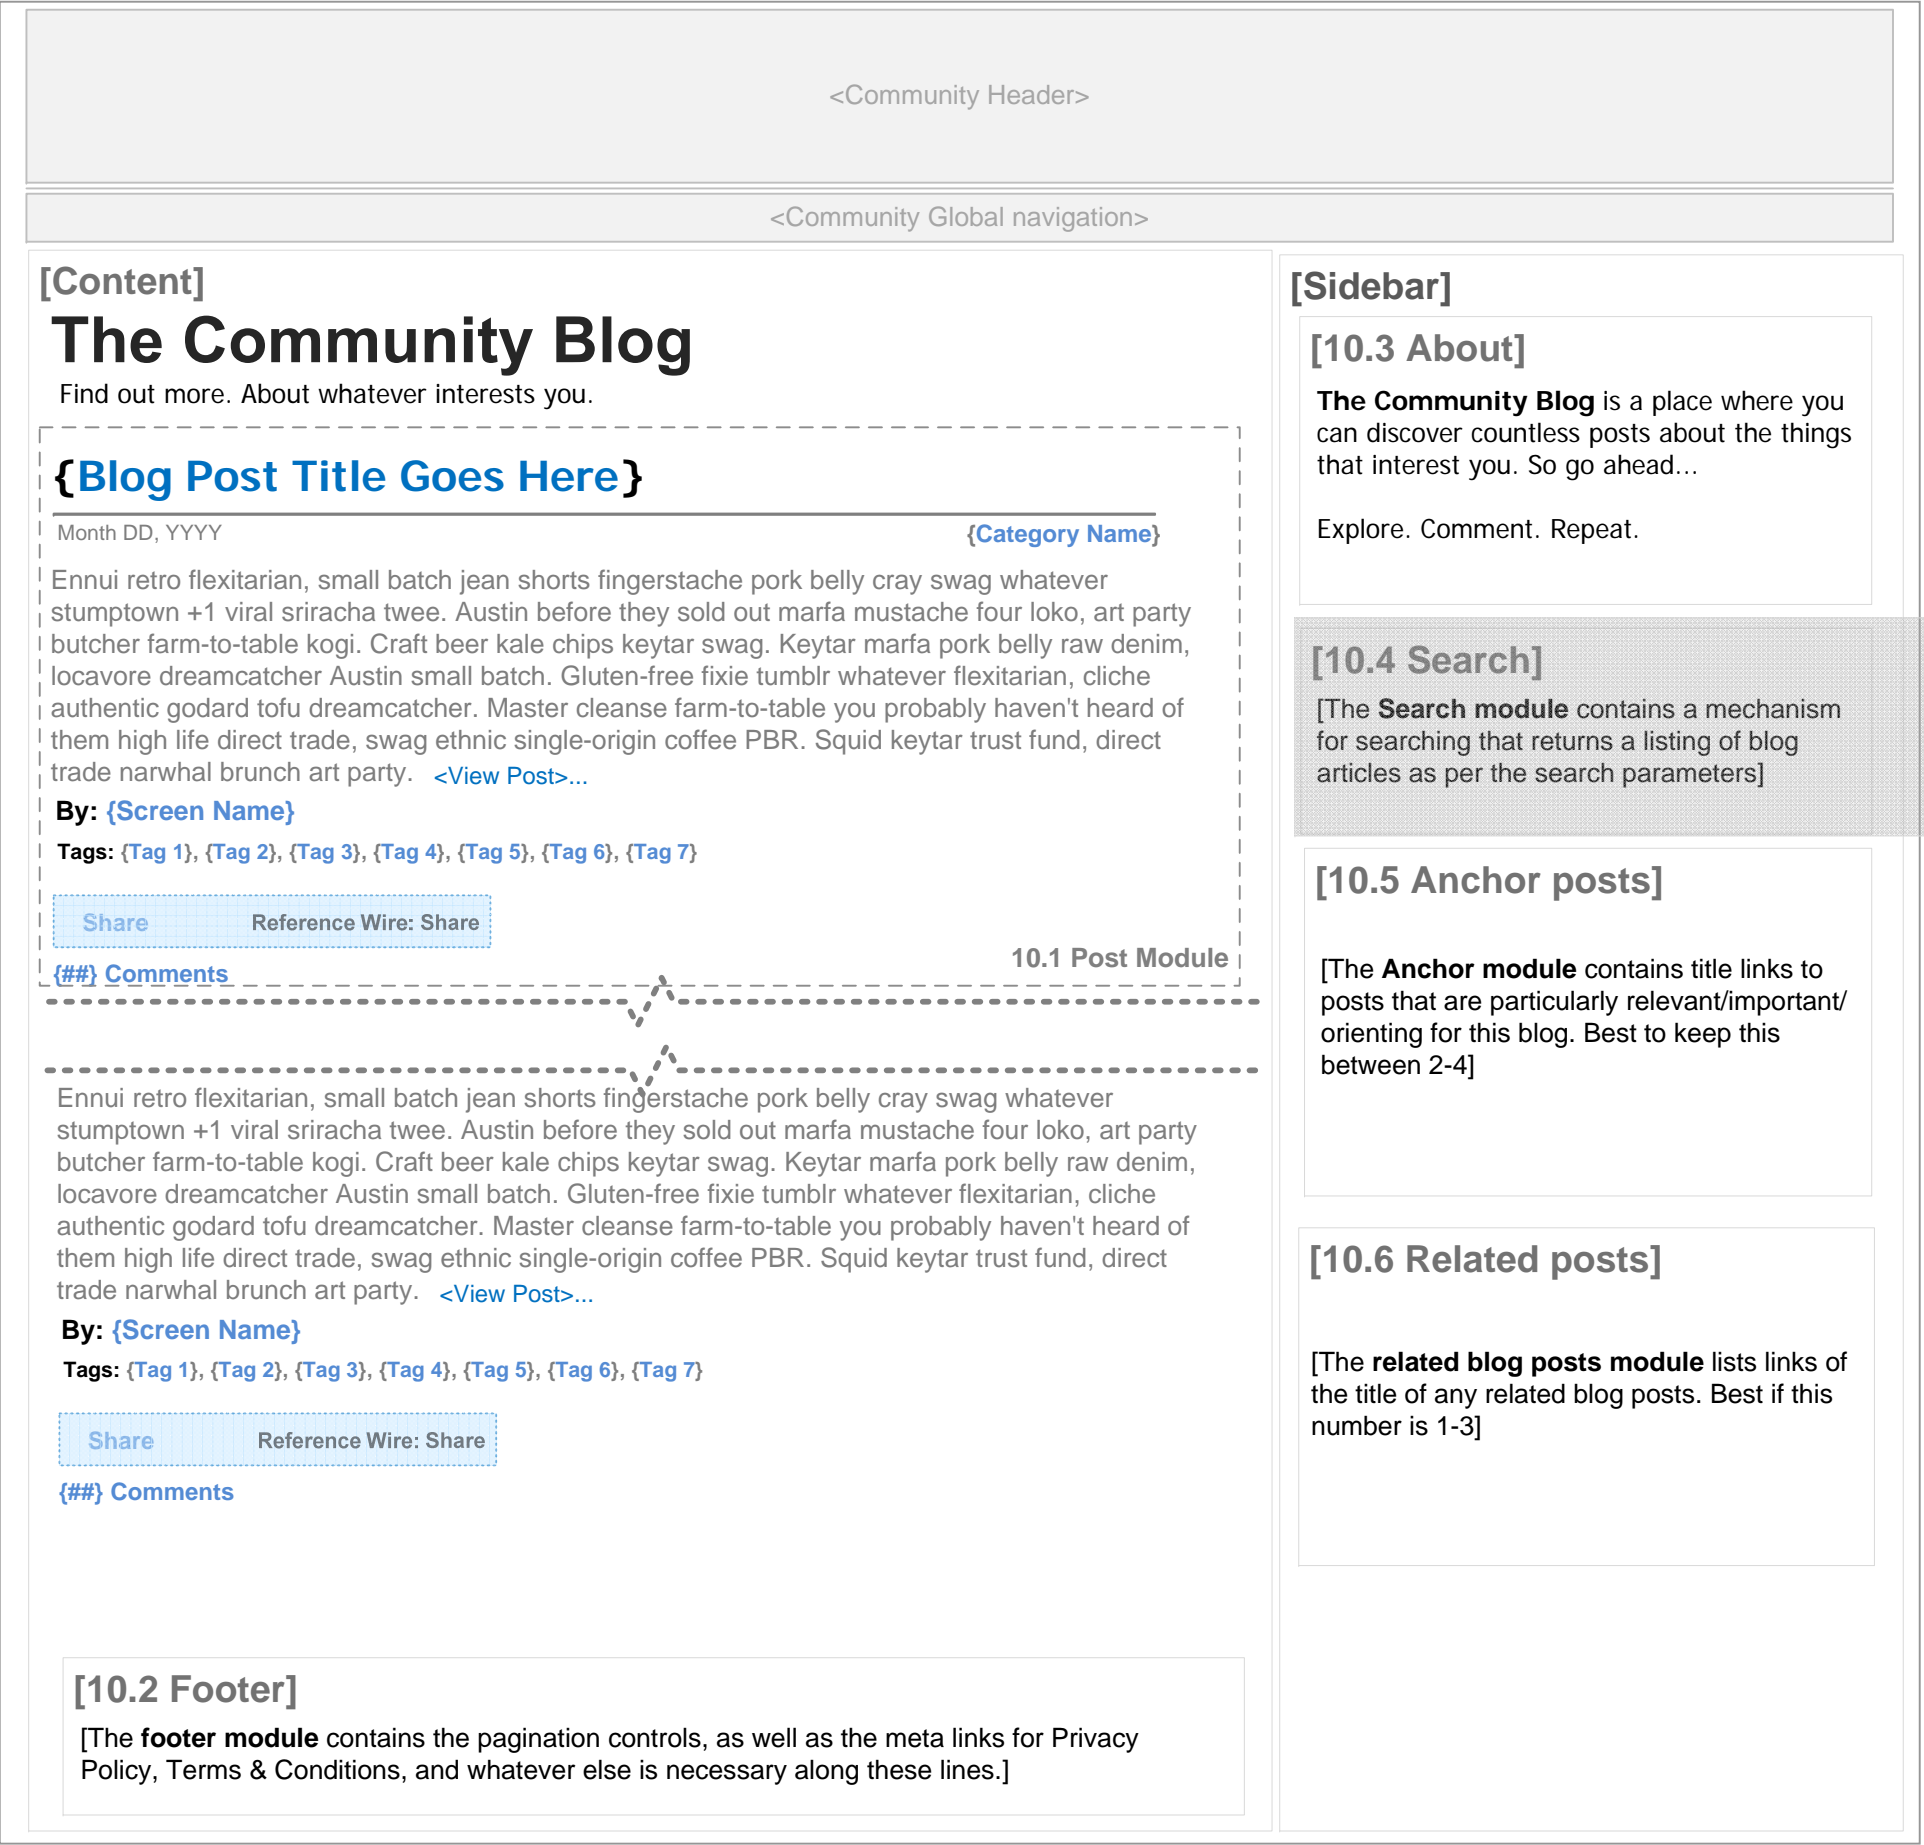 <Community Header>
<Community Global navigation>
[Content]
The Community Blog
Find out more. About whatever interests you.
{Blog Post Title Goes Here}
Month DD, YYYY
{Category Name}
Ennui retro flexitarian, small batch jean shorts fingerstache pork belly cray swag whatever
stumptown +1 viral sriracha twee. Austin before they sold out marfa mustache four loko, art party
butcher farm-to-table kogi. Craft beer kale chips keytar swag. Keytar marfa pork belly raw denim,
locavore dreamcatcher Austin small batch. Gluten-free fixie tumblr whatever flexitarian, cliche
authentic godard tofu dreamcatcher. Master cleanse farm-to-table you probably haven't heard of
them high life direct trade, swag ethnic single-origin coffee PBR. Squid keytar trust fund, direct
trade narwhal brunch art party. <View Post>...
By: {Screen Name}
Tags: {Tag 1}, {Tag 2}, {Tag 3}, {Tag 4}, {Tag 5}, {Tag 6}, {Tag 7}
Share Reference Wire: Share
{##} Comments
10.1 Post Module
Ennui retro flexitarian, small batch jean shorts fingerstache pork belly cray swag whatever
stumptown +1 viral sriracha twee. Austin before they sold out marfa mustache four loko, art party
butcher farm-to-table kogi. Craft beer kale chips keytar swag. Keytar marfa pork belly raw denim,
locavore dreamcatcher Austin small batch. Gluten-free fixie tumblr whatever flexitarian, cliche
authentic godard tofu dreamcatcher. Master cleanse farm-to-table you probably haven't heard of
them high life direct trade, swag ethnic single-origin coffee PBR. Squid keytar trust fund, direct
trade narwhal brunch art party. <View Post>...
By: {Screen Name}
Tags: {Tag 1}, {Tag 2}, {Tag 3}, {Tag 4}, {Tag 5}, {Tag 6}, {Tag 7}
Share Reference Wire: Share
{##} Comments
[10.2 Footer]
[The footer module contains the pagination controls, as well as the meta links for Privacy
Policy, Terms & Conditions, and whatever else is necessary along these lines.]
[Sidebar]
[10.3 About]
The Community Blog is a place where you
can discover countless posts about the things
that interest you. So go ahead...
Explore. Comment. Repeat.
[10.4 Search]
[The Search module contains a mechanism
for searching that returns a listing of blog
articles as per the search parameters]
[10.5 Anchor posts]
[The Anchor module contains title links to
posts that are particularly relevant/important/
orienting for this blog. Best to keep this
between 2-4]
[10.6 Related posts]
[The related blog posts module lists links of
the title of any related blog posts. Best if this
number is 1-3]